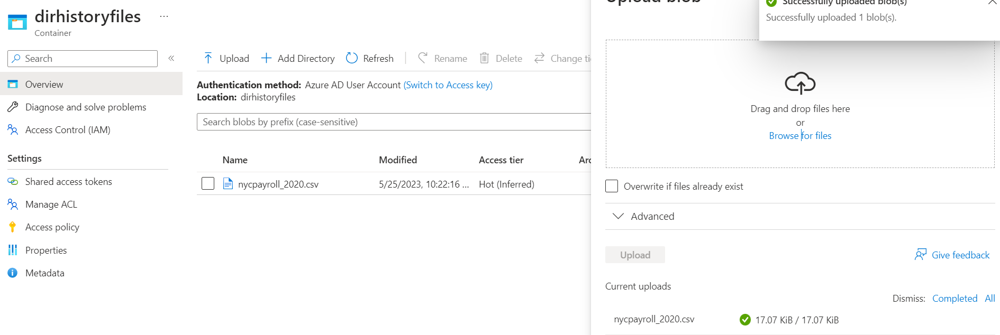 dirhistoryfiles ...
Container
Search «
Overview
Diagnose and solve problems
Access Control (IAM)
Settings
Shared access tokens
Manage ACL
Access policy
Properties
Metadata
Upload Add Directory Refresh Rename Delete Change tie
Authentication method: Azure AD User Account (Switch to Access key)
Location: dirhistoryfiles
Search blobs by prefix (case-sensitive)
Name Modified Access tier Arc
nycpayroll_2020.csv 5/25/2023, 10:22:16 ... Hot (Inferred)
Upload blob
Successfully uploaded blob(s)
Successfully uploaded 1 blob(s).
Drag and drop files here
or
Browse for files
Overwrite if files already exist
Advanced
Upload
Give feedback
Current uploads
Dismiss: Completed All
nycpayroll_2020.csv 17.07 KiB / 17.07 KiB